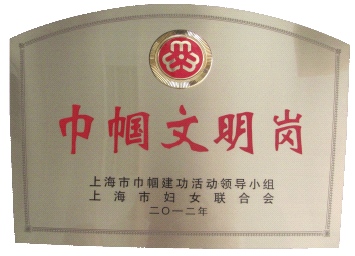 巾帼文明岗
上海市巾帼建功活动领导小组
上海市妇女联合会
二〇一二年